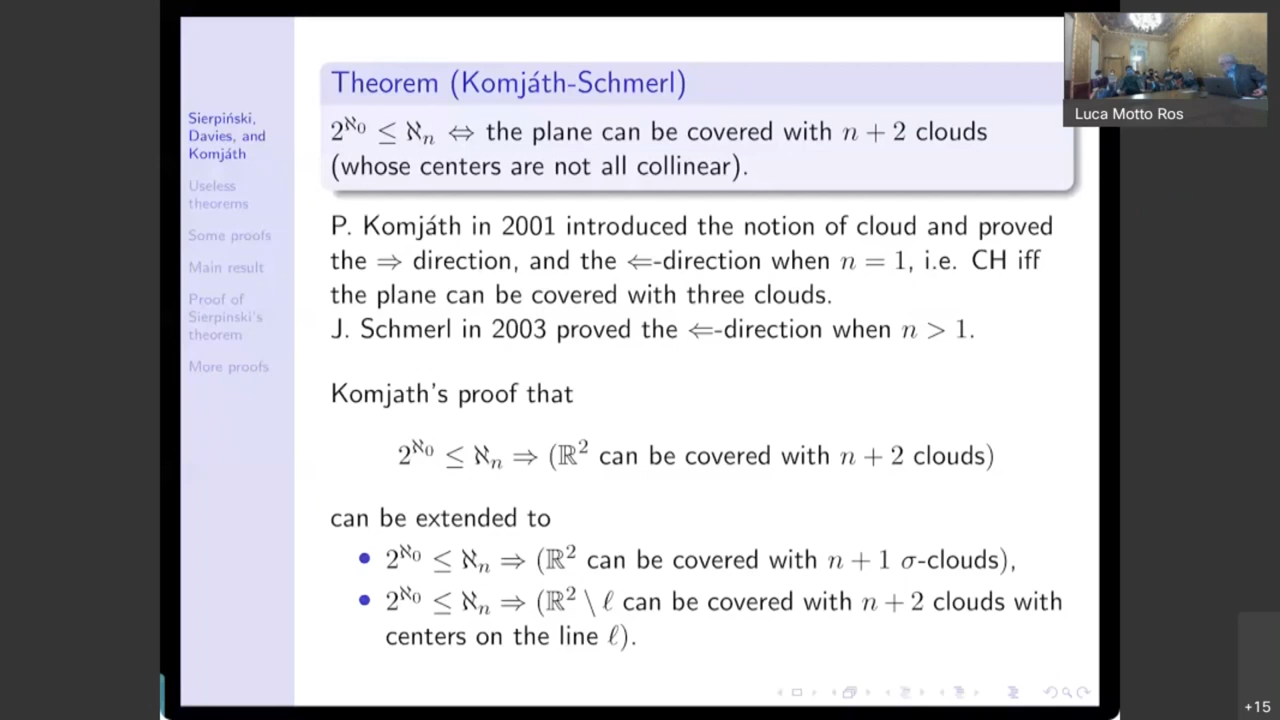 Sierpiński,
Davies, and
Komjáth
Useless
theorems
Some proofs
Main result
Proof of
Sierpinski's
theorem
More proofs
Theorem (Komjáth-Schmerl)
2^ℵ₀ ≤ ℵₙ ⇔ the plane can be covered with n + 2 clouds
(whose centers are not all collinear).
P. Komjáth in 2001 introduced the notion of cloud and proved
the ⇒ direction, and the ⇐-direction when n = 1, i.e. CH iff
the plane can be covered with three clouds.
J. Schmerl in 2003 proved the ⇐-direction when n > 1.
Komjath's proof that
2^ℵ₀ ≤ ℵₙ ⇒ (ℝ² can be covered with n + 2 clouds)
can be extended to
• 2^ℵ₀ ≤ ℵₙ ⇒ (ℝ² can be covered with n + 1 σ-clouds),
• 2^ℵ₀ ≤ ℵₙ ⇒ (ℝ² \ ℓ can be covered with n + 2 clouds with
centers on the line ℓ).
Luca Motto Ros
+15